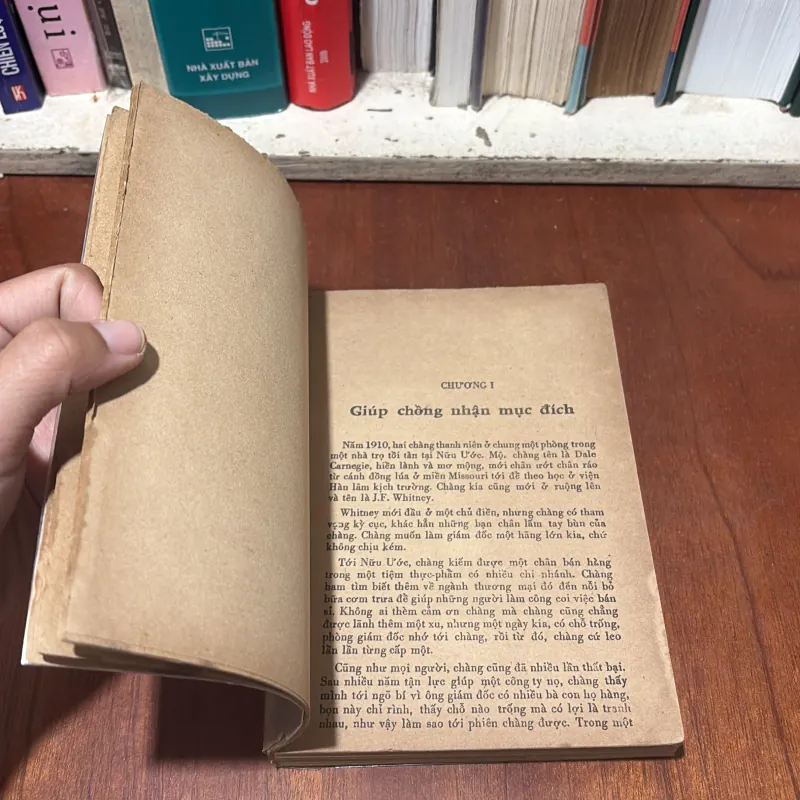 CHIẾN LƯ
NHÀ XUẤT BẢN
XÂY DỰNG
NHÀ XUẤT BẢN LAO ĐỘNG
CHƯƠNG I
Giúp chồng nhận mục đích
Năm 1910, hai chàng thanh niên ở chung một phòng trong
một nhà trọ tồi tàn tại Nữu Ước. Mộ. chàng tên là Dale
Carnegie, hiền lành và mơ mộng, mới chân ướt chân ráo
từ cánh đồng lúa ở miền Missouri tới để theo học ở viện
Hàn lâm kịch trường. Chàng kia cũng mới ở ruộng lên
và tên là J.F. Whitney.
Whitney mới đầu ở một chủ điền, nhưng chàng có tham
vọng kỳ cục, khác hẳn những bạn chân lấm tay bùn của
chàng. Chàng muốn làm giám đốc một hãng lớn kia, chứ
không chịu kém.
Tới Nữu Ước, chàng kiếm được một chân bán hàng
trong một tiệm thực-phẩm có nhiều chi nhánh. Chàng
ham tìm biết thêm về ngành thương mại đó đến nỗi bỏ
bữa cơm trưa để giúp những người làm công coi việc bán
sỉ. Không ai thèm cảm ơn chàng mà chàng cũng chẳng
được lãnh thêm một xu, nhưng một ngày kia, có chỗ trống,
phòng giám đốc nhớ tới chàng, rồi từ đó, chàng cứ leo
lần lần từng cấp một.
Cũng như mọi người, chàng cũng đã nhiều lần thất bại.
Sau nhiều năm tận lực giúp một công ty nọ, chàng thấy
mình tới ngõ bí vì ông giám đốc có nhiều bà con họ hàng,
bọn này chỉ rình, thấy chỗ nào trống mà có lợi là tranh
nhau, như vậy làm sao tới phiên chàng được. Trong một